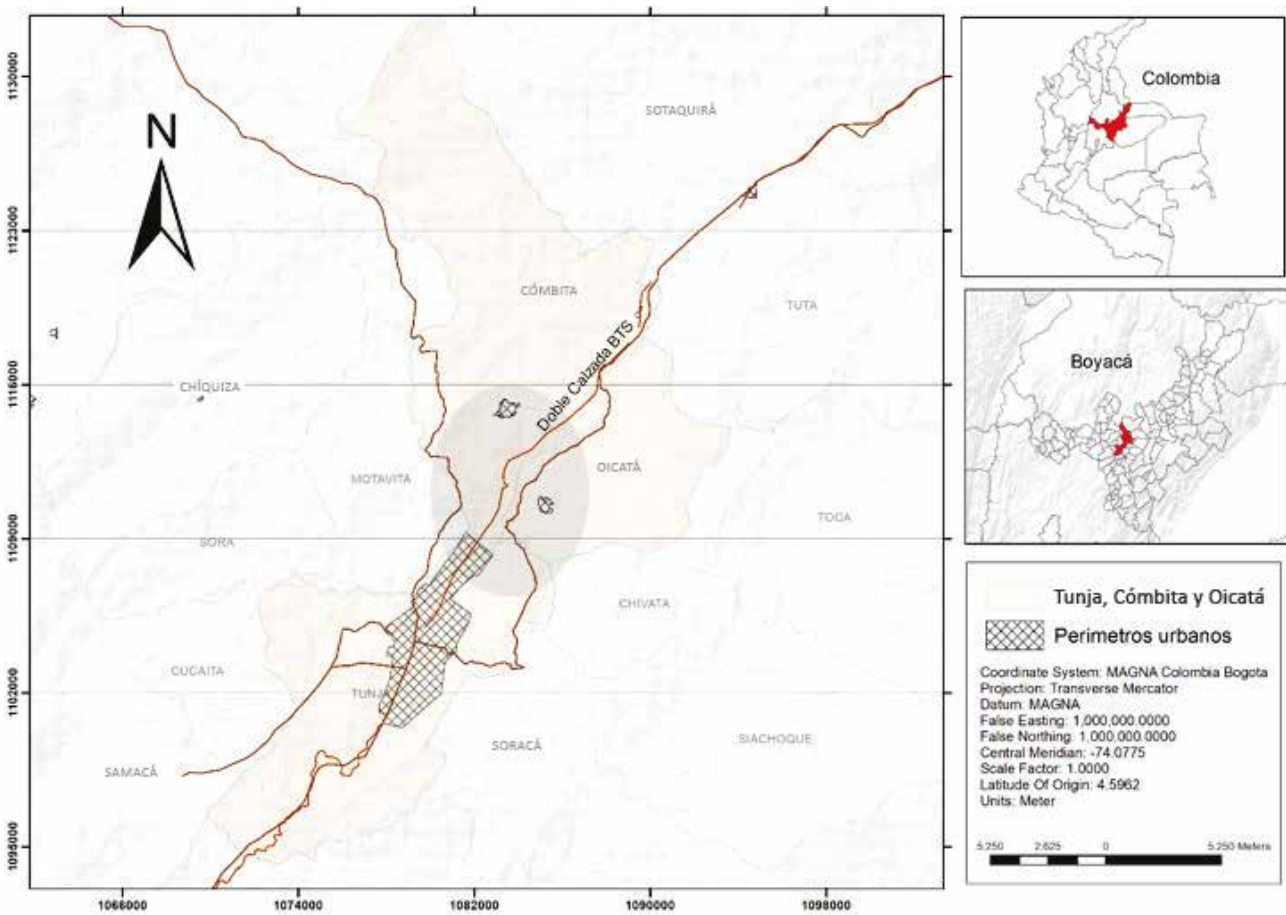 N
SOTAQUIRÁ
CÓMBITA
TUTA
Doble Calzada BTS
CHÍQUIZA
MOTAVITA
OICATÁ
SORA
TOCA
CHIVATA
CUCAITA
TUNJA
SORACÁ
SIACHOQUE
SAMACÁ
1130000
1123000
1116000
1109000
1102000
1095000
1066000
1074000
1082000
1090000
1098000
Colombia
Boyacá
Tunja, Cómbita y Oicatá
Perimetros urbanos
Coordinate System: MAGNA Colombia Bogota
Projection: Transverse Mercator
Datum: MAGNA
False Easting: 1,000,000.0000
False Northing: 1,000,000.0000
Central Meridian: -74.0775
Scale Factor: 1.0000
Latitude Of Origin: 4.5962
Units: Meter
5.250 2.625 0 5.250 Meters